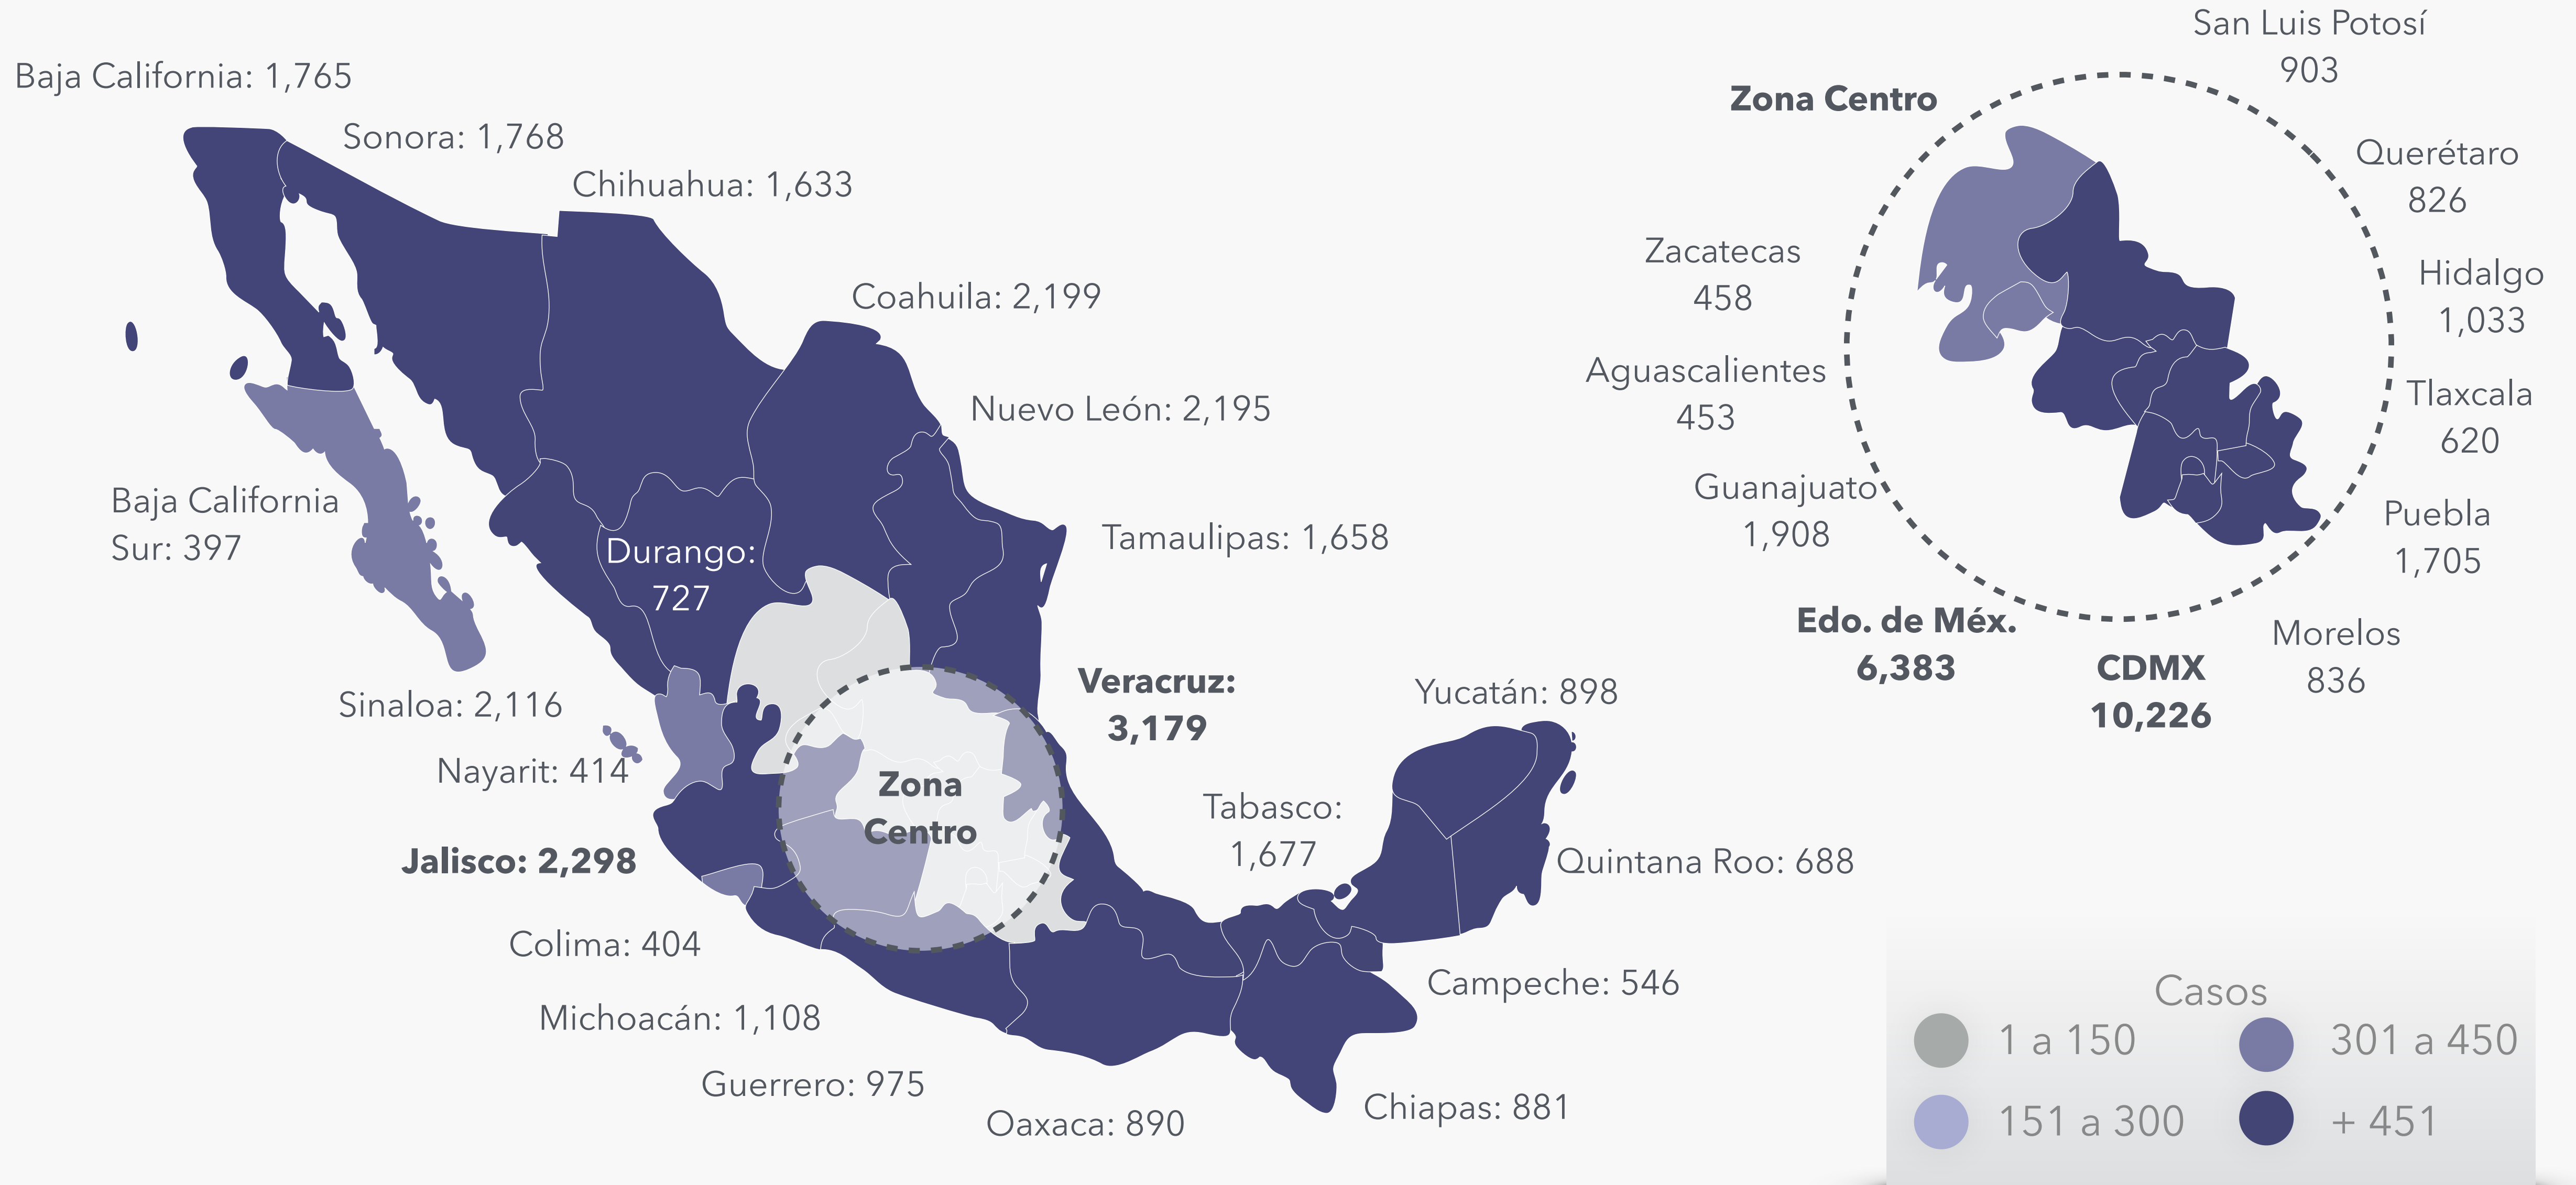 Baja California: 1,765
Sonora: 1,768
Chihuahua: 1,633
Coahuila: 2,199
Nuevo León: 2,195
Tamaulipas: 1,658
Baja California
Sur: 397
Durango:
727
Sinaloa: 2,116
Nayarit: 414
Jalisco: 2,298
Colima: 404
Michoacán: 1,108
Guerrero: 975
Oaxaca: 890
Zona
Centro
Veracruz:
3,179
Tabasco:
1,677
Yucatán: 898
Quintana Roo: 688
Campeche: 546
Chiapas: 881
Zona Centro
San Luis Potosí
903
Querétaro
826
Hidalgo
1,033
Tlaxcala
620
Puebla
1,705
Morelos
836
CDMX
10,226
Edo. de Méx.
6,383
Guanajuato
1,908
Aguascalientes
453
Zacatecas
458
Casos
1 a 150
301 a 450
151 a 300
+ 451